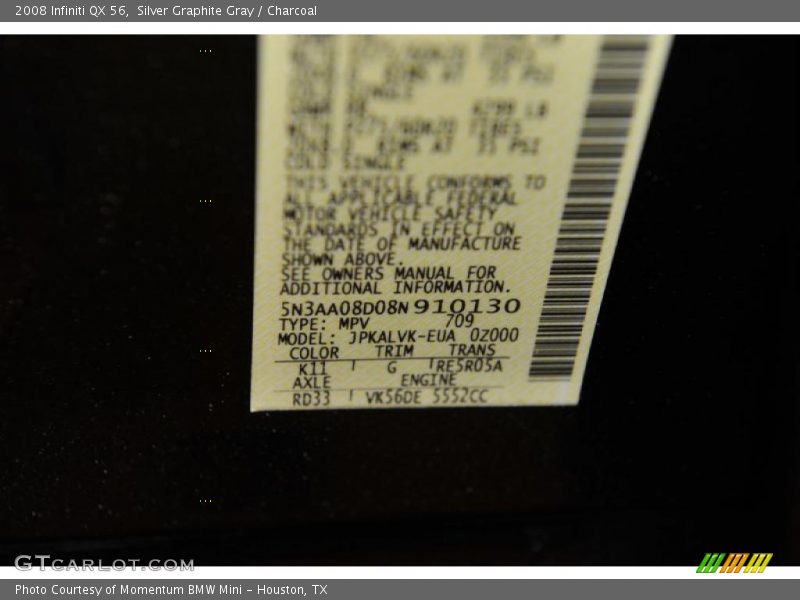 2008 Infiniti QX 56, Silver Graphite Gray / Charcoal
COLD SINGLE
THIS VEHICLE CONFORMS TO
ALL APPLICABLE FEDERAL
MOTOR VEHICLE SAFETY
STANDARDS IN EFFECT ON
THE DATE OF MANUFACTURE
SHOWN ABOVE.
SEE OWNERS MANUAL FOR
ADDITIONAL INFORMATION.
5N3AA08D08N910130
TYPE: MPV 709
MODEL: JPKALVK-EUA 0Z000
COLOR TRIM TRANS
K11 G RE5R05A
AXLE ENGINE
RD33 VK56DE 5552CC
GTCARLOT.COM
Photo Courtesy of Momentum BMW Mini - Houston, TX